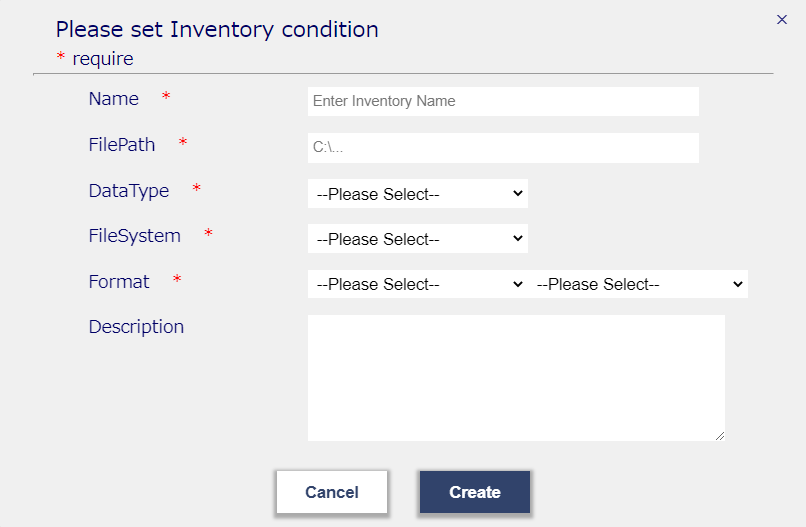 Please set Inventory condition
×
* require
Name *
Enter Inventory Name
FilePath *
C:\...
DataType *
--Please Select--
FileSystem *
--Please Select--
Format *
--Please Select-- --Please Select--
Description
Cancel Create